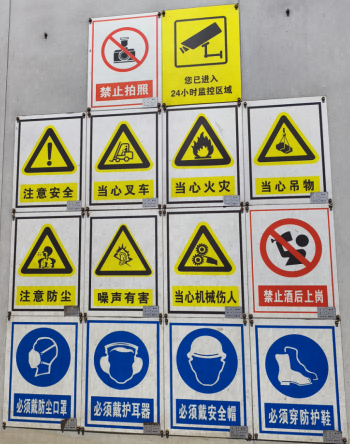 禁止拍照
您已进入
24小时监控区域
注意安全
当心叉车
当心火灾
当心吊物
注意防尘
噪声有害
当心机械伤人
禁止酒后上岗
必须戴防尘口罩
必须戴护耳器
必须戴安全帽
必须穿防护鞋